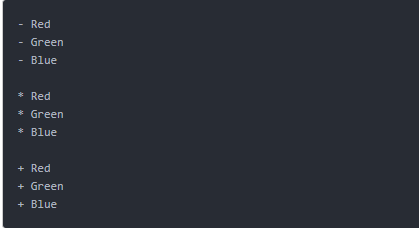 - Red
- Green
- Blue

* Red
* Green
* Blue

+ Red
+ Green
+ Blue